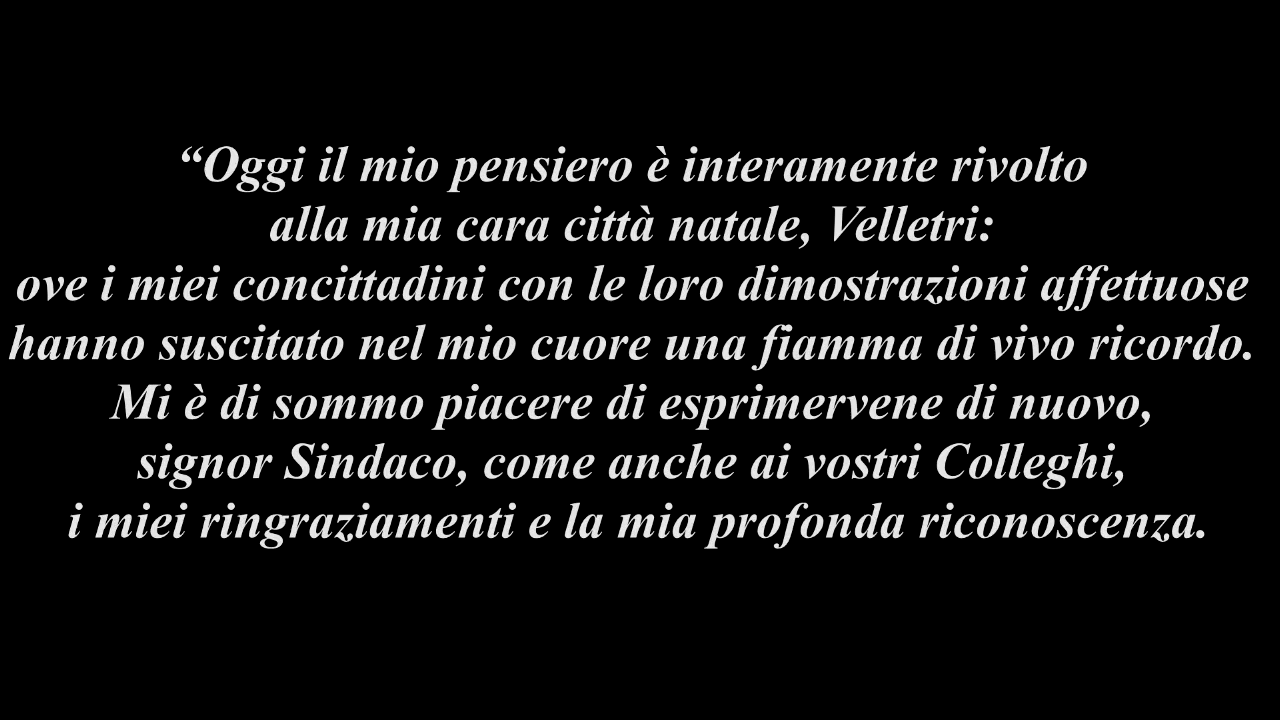 “Oggi il mio pensiero è interamente rivolto
alla mia cara città natale, Velletri:
ove i miei concittadini con le loro dimostrazioni affettuose
hanno suscitato nel mio cuore una fiamma di vivo ricordo.
Mi è di sommo piacere di esprimervene di nuovo,
signor Sindaco, come anche ai vostri Colleghi,
i miei ringraziamenti e la mia profonda riconoscenza.